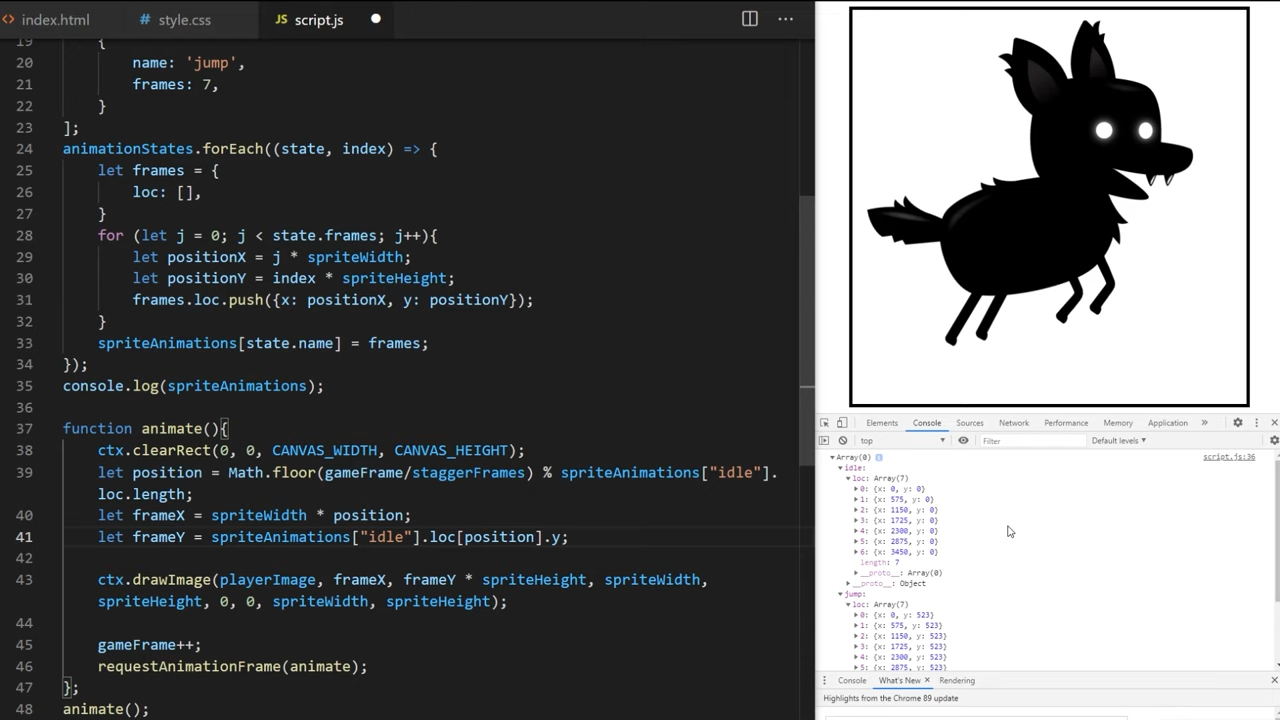 index.html
style.css
JS script.js
19 {
20 name: 'jump',
21 frames: 7,
22 }
23 ];
24 animationStates.forEach((state, index) => {
25 let frames = {
26 loc: [],
27 }
28 for (let j = 0; j < state.frames; j++){
29 let positionX = j * spriteWidth;
30 let positionY = index * spriteHeight;
31 frames.loc.push({x: positionX, y: positionY});
32 }
33 spriteAnimations[state.name] = frames;
34 });
35 console.log(spriteAnimations);
36
37 function animate(){
38 ctx.clearRect(0, 0, CANVAS_WIDTH, CANVAS_HEIGHT);
39 let position = Math.floor(gameFrame/staggerFrames) % spriteAnimations["idle"].
loc.length,
40 let frameX = spriteWidth * position;
41 let frameY = spriteAnimations["idle"].loc[position].y;
42
43 ctx.drawImage(playerImage, frameX, frameY * spriteHeight, spriteWidth,
spriteHeight, 0, 0, spriteWidth, spriteHeight);
44
45 gameFrame++;
46 requestAnimationFrame(animate);
47 };
48 animate();
Elements Console Sources Network Performance Memory Application »
top Filter Default levels
Array(0) script.js:36
idle:
loc: Array(7)
0: {x: 0, y: 0}
1: {x: 575, y: 0}
2: {x: 1150, y: 0}
3: {x: 1725, y: 0}
4: {x: 2300, y: 0}
5: {x: 2875, y: 0}
6: {x: 3450, y: 0}
length: 7
__proto__: Array(0)
__proto__: Object
jump:
loc: Array(7)
0: {x: 0, y: 523}
1: {x: 575, y: 523}
2: {x: 1150, y: 523}
3: {x: 1725, y: 523}
4: {x: 2300, y: 523}
5: {x: 2875, y: 523}
Console What's New Rendering
Highlights from the Chrome 89 update